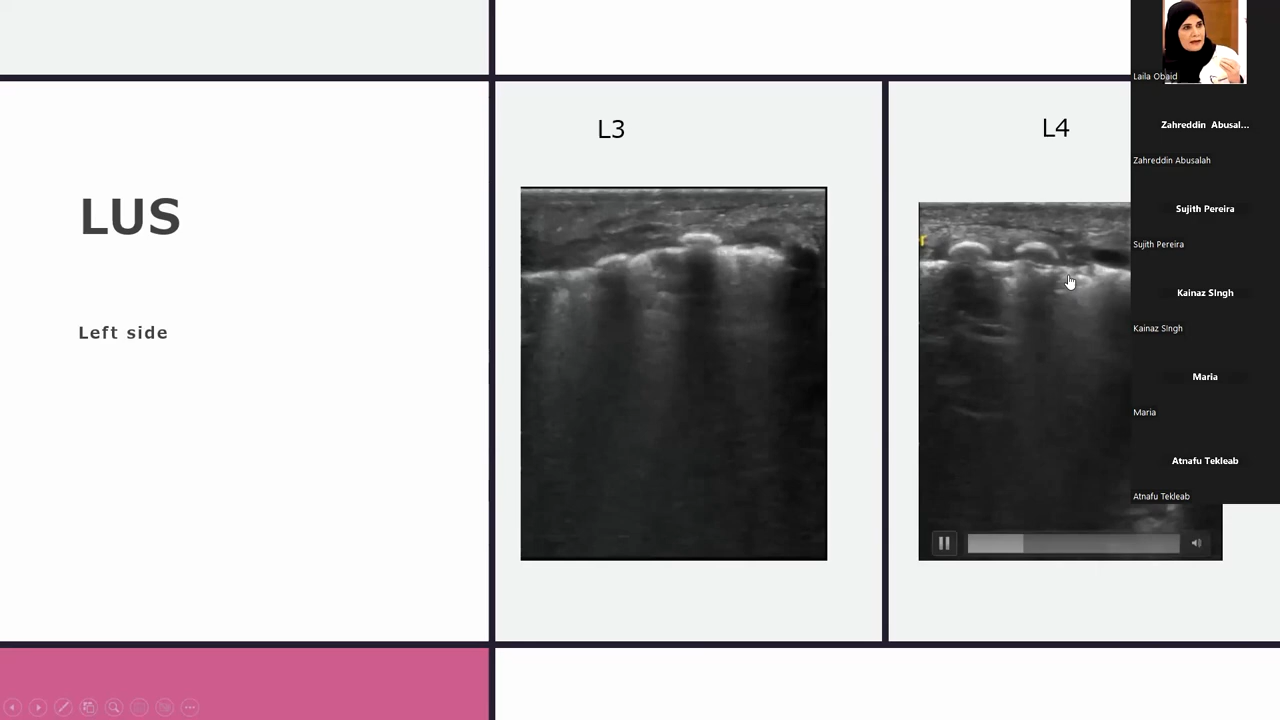 LUS
Left side
L3
L4
r
Laila Obaid
Zahreddin Abusal...
Zahreddin Abusalah
Sujith Pereira
Sujith Pereira
Kainaz SIngh
Kainaz SIngh
Maria
Maria
Atnafu Tekleab
Atnafu Tekleab